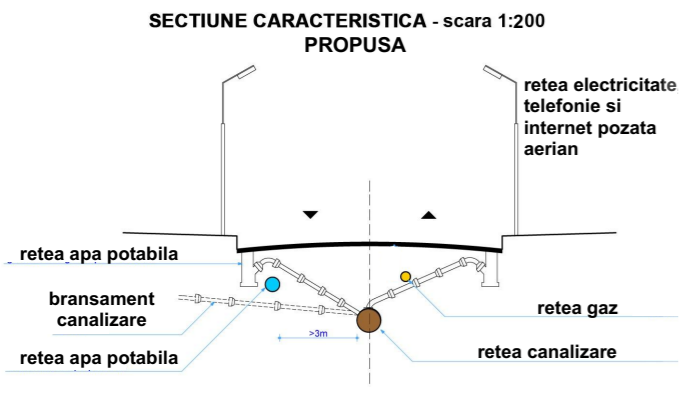 SECTIUNE CARACTERISTICA - scara 1:200
PROPUSA
retea electricitate
telefonie si
internet pozata
aerian
retea apa potabila
bransament
canalizare
retea gaz
>3m
retea apa potabila
retea canalizare